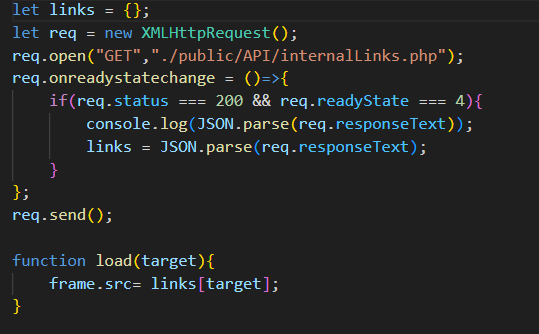 let links = {};
let req = new XMLHttpRequest();
req.open("GET","./public/API/internalLinks.php");
req.onreadystatechange = ()=>{
    if(req.status === 200 && req.readyState === 4){
        console.log(JSON.parse(req.responseText));
        links = JSON.parse(req.responseText);
    }
};
req.send();

function load(target){
    frame.src= links[target];
}